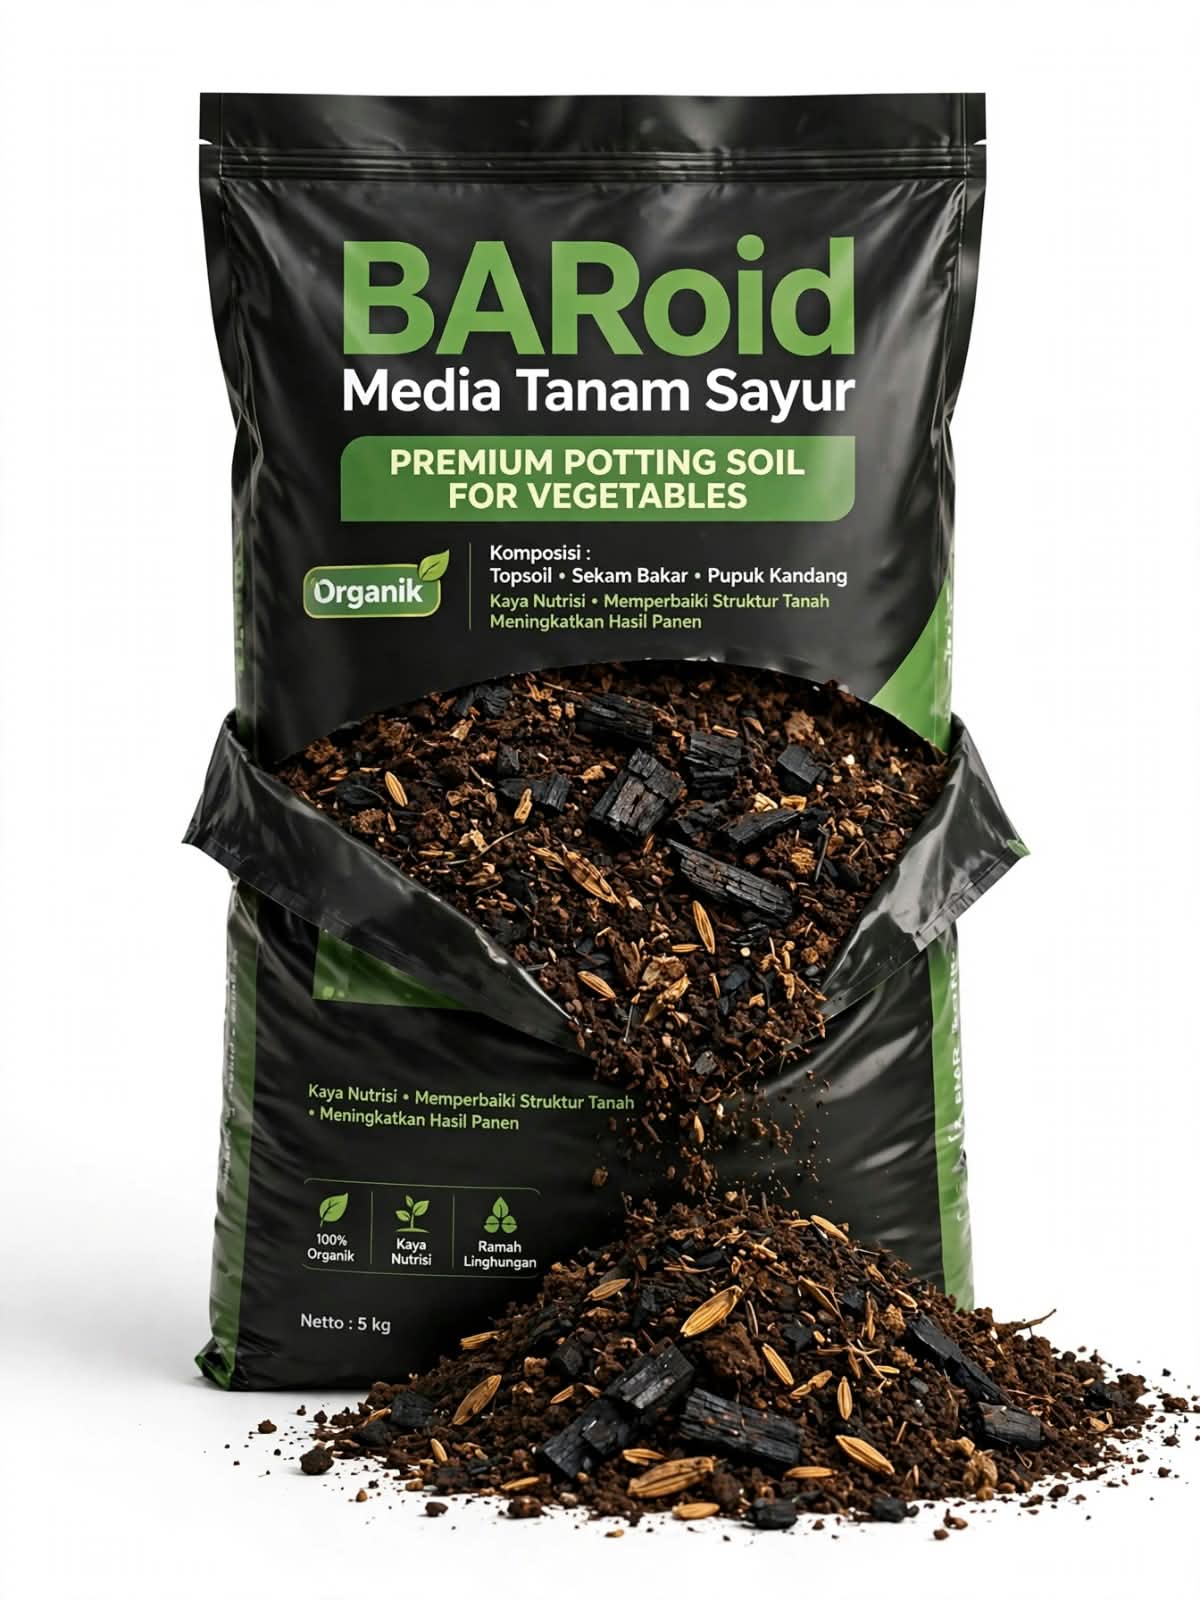 BARoid
Media Tanam Sayur
PREMIUM POTTING SOIL
FOR VEGETABLES
Organik
Komposisi :
Topsoil • Sekam Bakar • Pupuk Kandang
Kaya Nutrisi • Memperbaiki Struktur Tanah
Meningkatkan Hasil Panen
Kaya Nutrisi • Memperbaiki Struktur Tanah
• Meningkatkan Hasil Panen
100%
Organik
Kaya
Nutrisi
Ramah
Linghungan
Netto : 5 kg